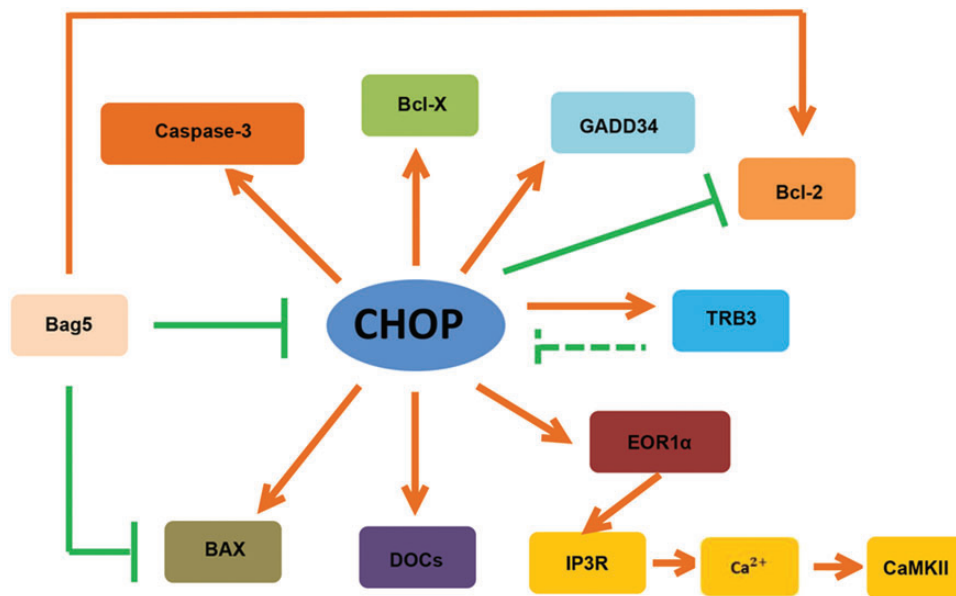 Bcl-X
Caspase-3
GADD34
Bcl-2
Bag5
CHOP
TRB3
EOR1α
BAX
DOCs
IP3R
Ca²⁺
CaMKII